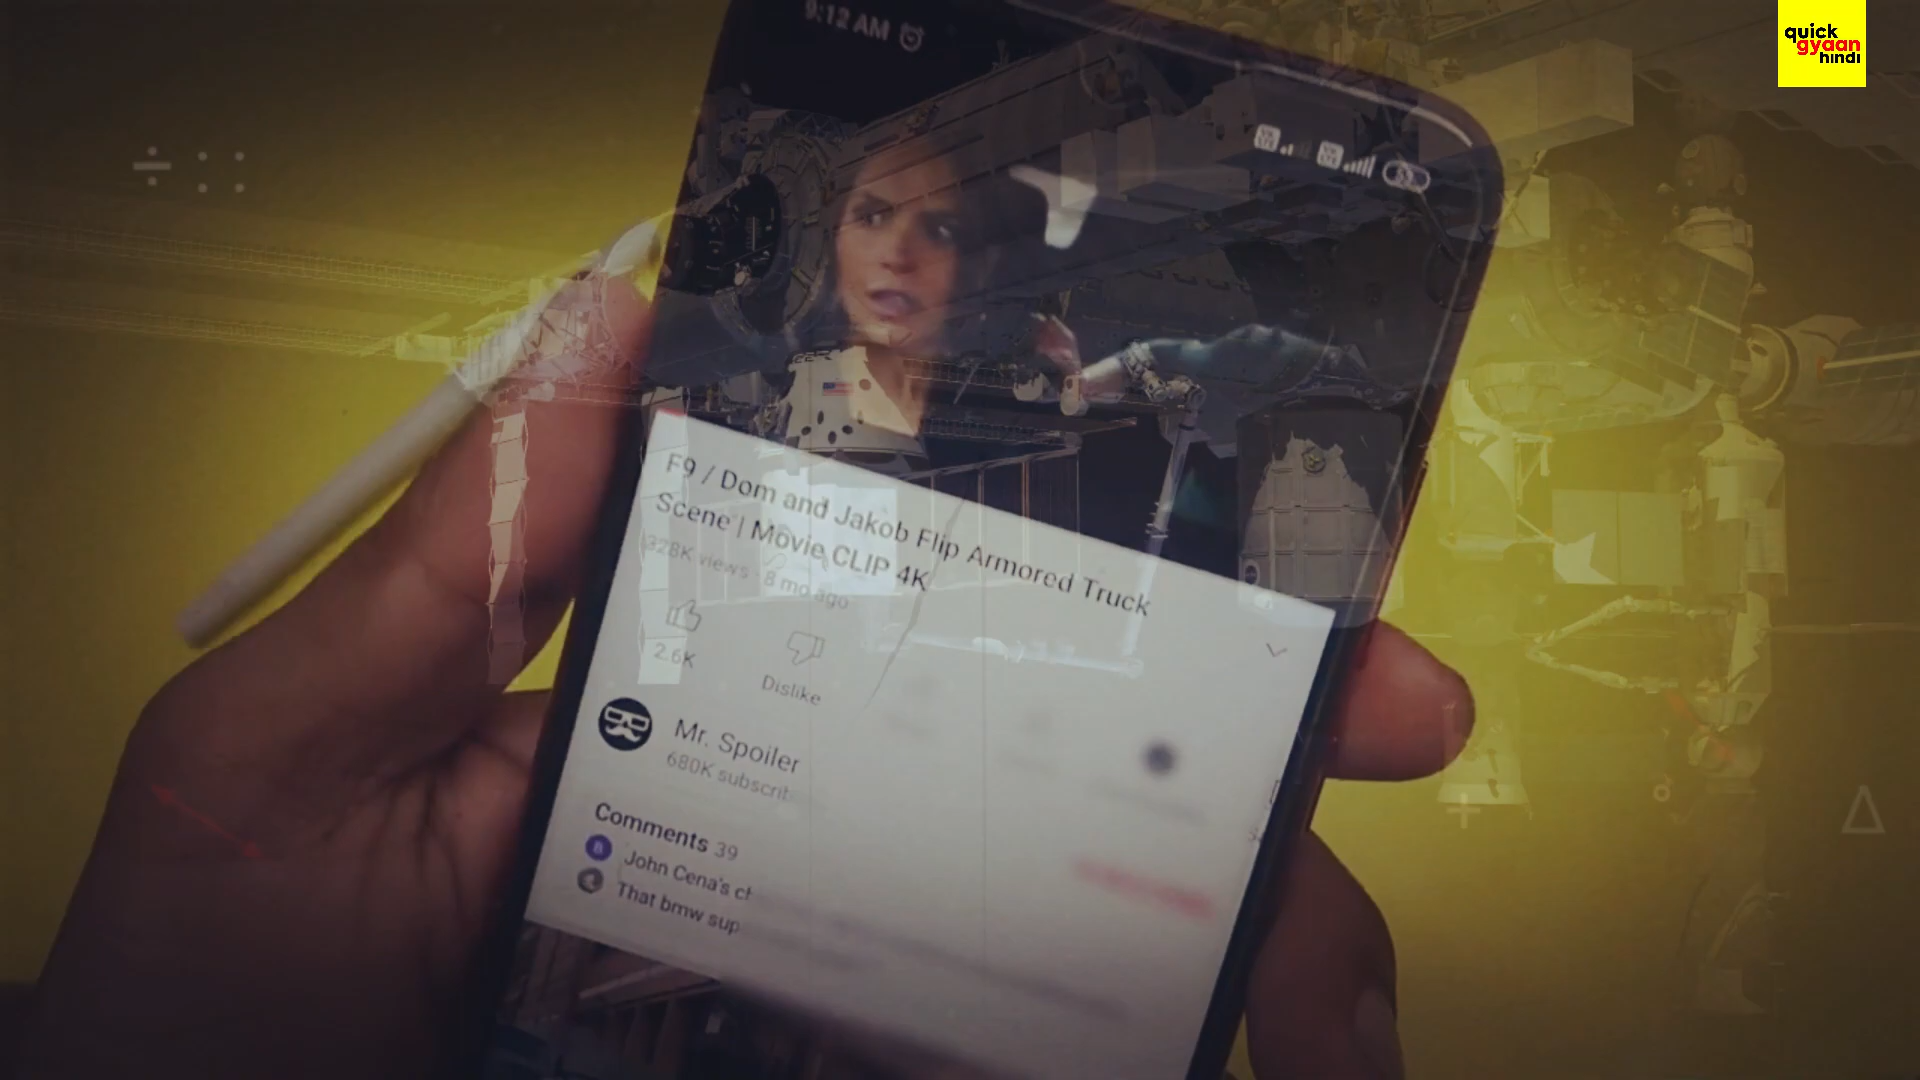 9:12 AM
quick
gyaan
hindi
F9 / Dom and Jakob Flip Armored Truck
Scene | Movie CLIP 4K
328K views · 8 mo ago
2.6K
Dislike
Mr. Spoiler
680K subscrib
Comments 39
John Cena's ch
That bmw sup